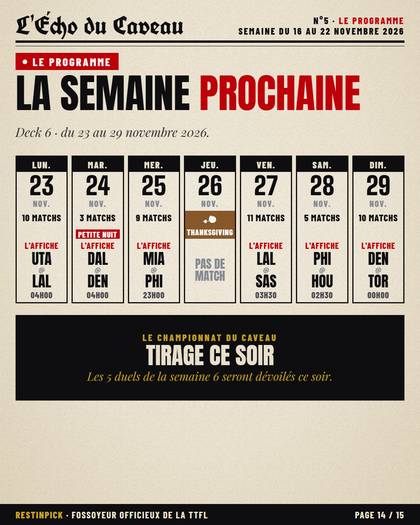 L'Écho du Caveau
N°5 · LE PROGRAMME
SEMAINE DU 16 AU 22 NOVEMBRE 2026
• LE PROGRAMME
LA SEMAINE PROCHAINE
Deck 6 · du 23 au 29 novembre 2026.
LUN. MAR. MER. JEU. VEN. SAM. DIM.
23 24 25 26 27 28 29
NOV. NOV. NOV. NOV. NOV. NOV. NOV.
10 MATCHS 3 MATCHS 9 MATCHS 11 MATCHS 5 MATCHS 10 MATCHS
PETITE NUIT THANKSGIVING
L'AFFICHE L'AFFICHE L'AFFICHE L'AFFICHE L'AFFICHE L'AFFICHE
UTA DAL MIA PAS DE LAL PHI DEN
@ @ @ MATCH @ @ @
LAL DEN PHI SAS HOU TOR
04H00 04H00 23H00 03H30 02H30 00H00
LE CHAMPIONNAT DU CAVEAU
TIRAGE CE SOIR
Les 5 duels de la semaine 6 seront dévoilés ce soir.
RESTINPICK · FOSSOYEUR OFFICIEUX DE LA TTFL
PAGE 14 / 15